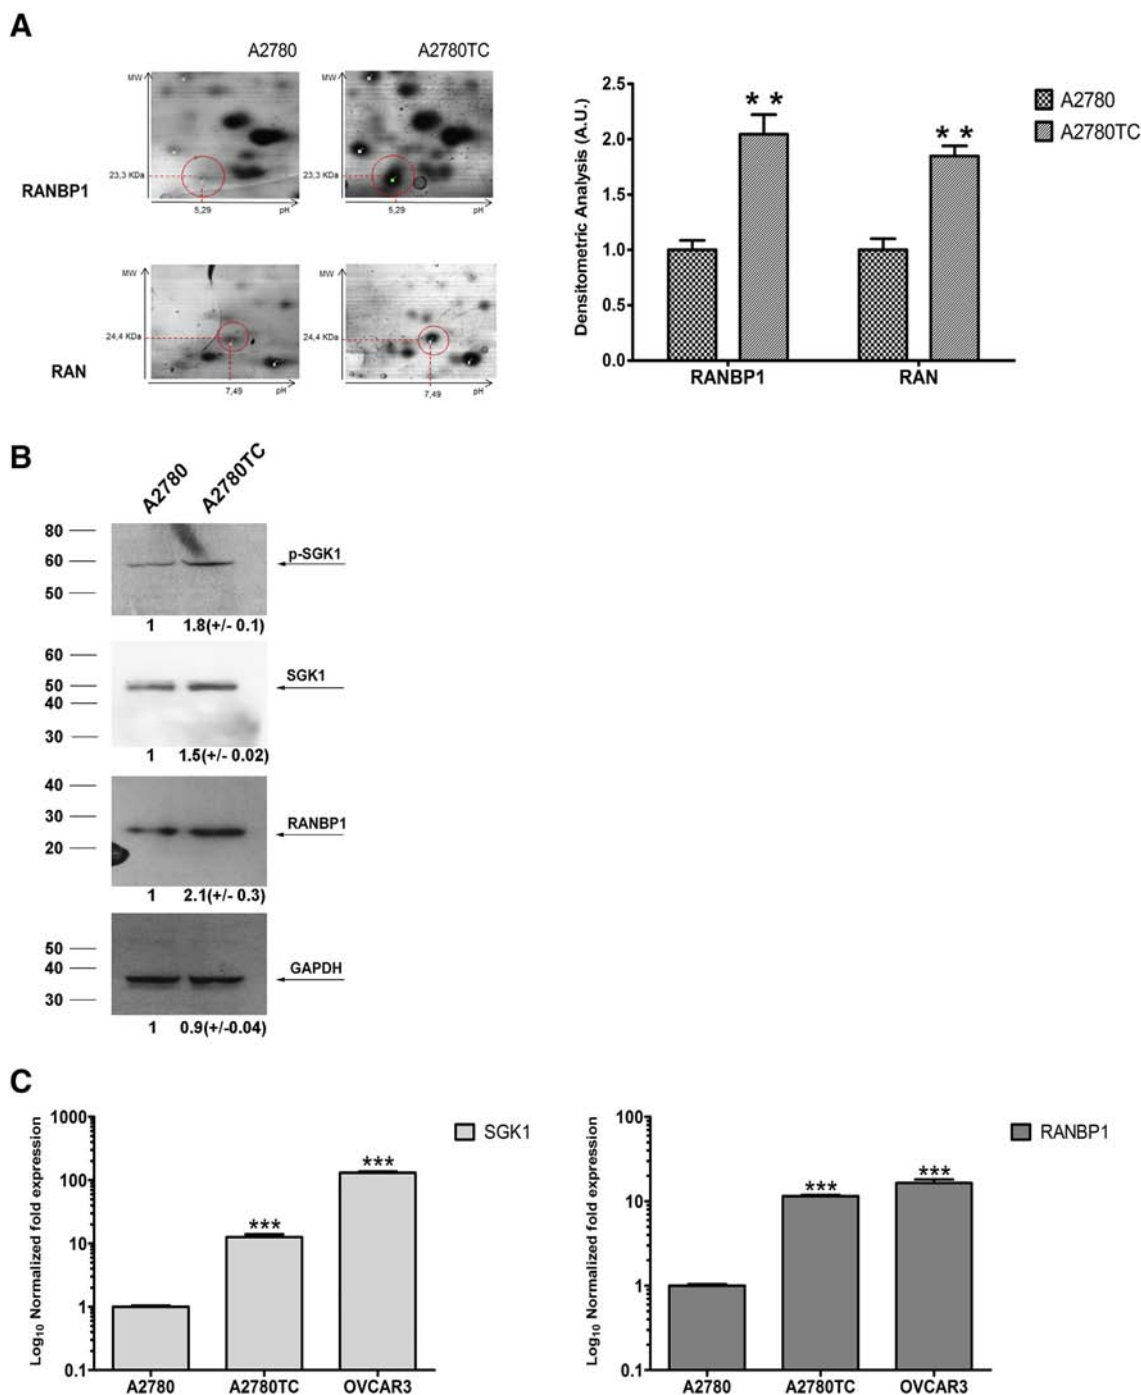 A
A2780 A2780TC
MW MW
23,3 KDa 23,3 KDa
RANBP1
5,29 pH 5,29 pH
MW MW
24,4 KDa 24,4 KDa
RAN
7,49 pH 7,49 pH
Densitometric Analysis (A.U.)
2.5
2.0
1.5
1.0
0.5
0.0
** **
RANBP1 RAN
A2780
A2780TC
B
A2780 A2780TC
80
60
50
p-SGK1
1 1.8(+/- 0.1)
60
50
40
30
SGK1
1 1.5(+/- 0.02)
40
30
20
RANBP1
1 2.1(+/- 0.3)
50
40
30
GAPDH
1 0.9(+/-0.04)
C
Log10 Normalized fold expression
1000
100
10
1
0.1
*** ***
A2780 A2780TC OVCAR3
SGK1
Log10 Normalized fold expression
100
10
1
0.1
*** ***
A2780 A2780TC OVCAR3
RANBP1